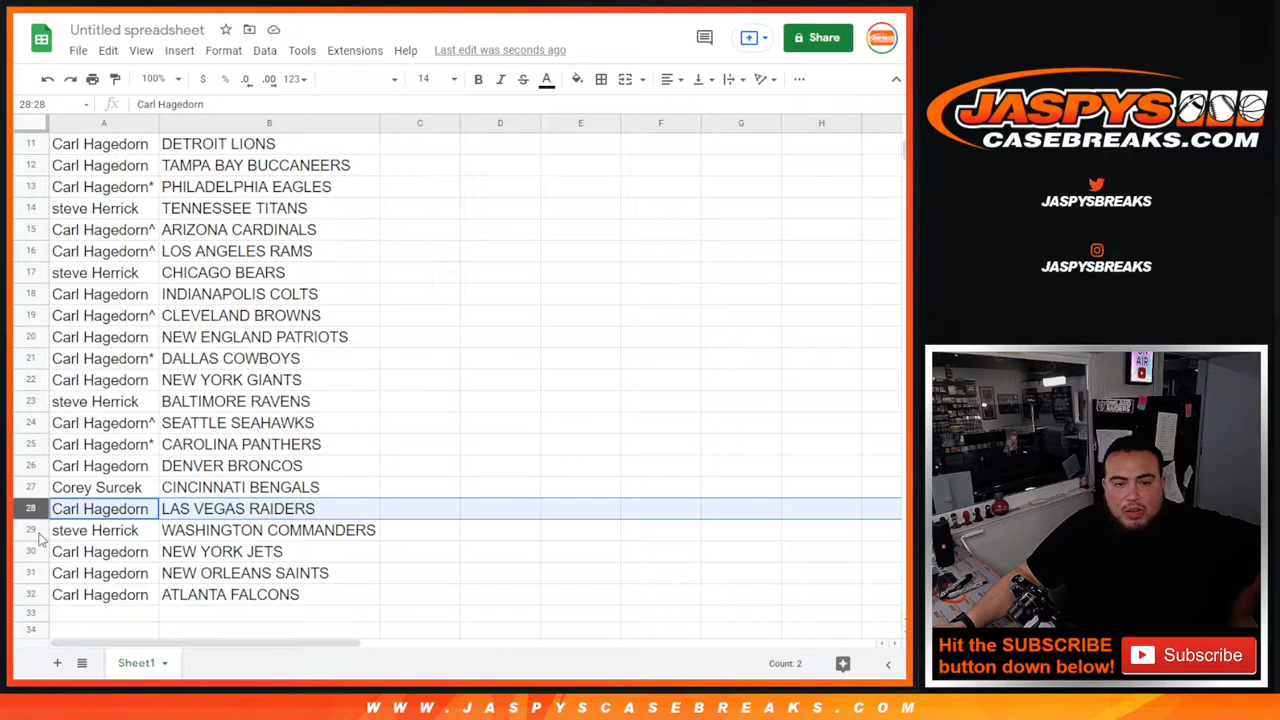 Untitled spreadsheet
File Edit View Insert Format Data Tools Extensions Help Last edit was seconds ago
Share
100% $ % .0 .00 123 14 B I S A
28:28 fx Carl Hagedorn
A B C D E F G H
11 Carl Hagedorn DETROIT LIONS
12 Carl Hagedorn TAMPA BAY BUCCANEERS
13 Carl Hagedorn* PHILADELPHIA EAGLES
14 steve Herrick TENNESSEE TITANS
15 Carl Hagedorn^ ARIZONA CARDINALS
16 Carl Hagedorn^ LOS ANGELES RAMS
17 steve Herrick CHICAGO BEARS
18 Carl Hagedorn INDIANAPOLIS COLTS
19 Carl Hagedorn^ CLEVELAND BROWNS
20 Carl Hagedorn NEW ENGLAND PATRIOTS
21 Carl Hagedorn* DALLAS COWBOYS
22 Carl Hagedorn NEW YORK GIANTS
23 steve Herrick BALTIMORE RAVENS
24 Carl Hagedorn^ SEATTLE SEAHAWKS
25 Carl Hagedorn* CAROLINA PANTHERS
26 Carl Hagedorn DENVER BRONCOS
27 Corey Surcek CINCINNATI BENGALS
28 Carl Hagedorn LAS VEGAS RAIDERS
29 steve Herrick WASHINGTON COMMANDERS
30 Carl Hagedorn NEW YORK JETS
31 Carl Hagedorn NEW ORLEANS SAINTS
32 Carl Hagedorn ATLANTA FALCONS
33
34
Sheet1
Count: 2
JASPYS
CASEBREAKS.COM
JASPYSBREAKS
JASPYSBREAKS
ON AIR
OAKLAND RAIDERS
Hit the SUBSCRIBE
button down below!
Subscribe
WWW.JASPYSCASEBREAKS.COM